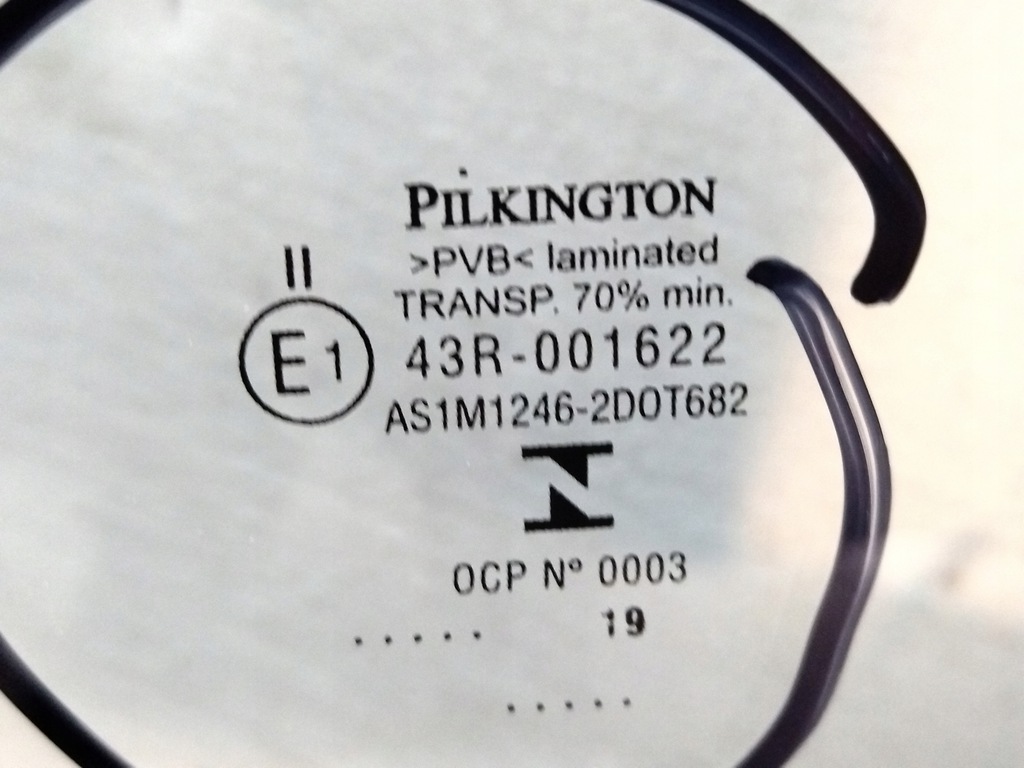 PILKINGTON
>PVB< laminated
II
TRANSP. 70% min.
E1 43R-001622
AS1M1246-2DOT682
OCP Nº 0003
..... 19
.....